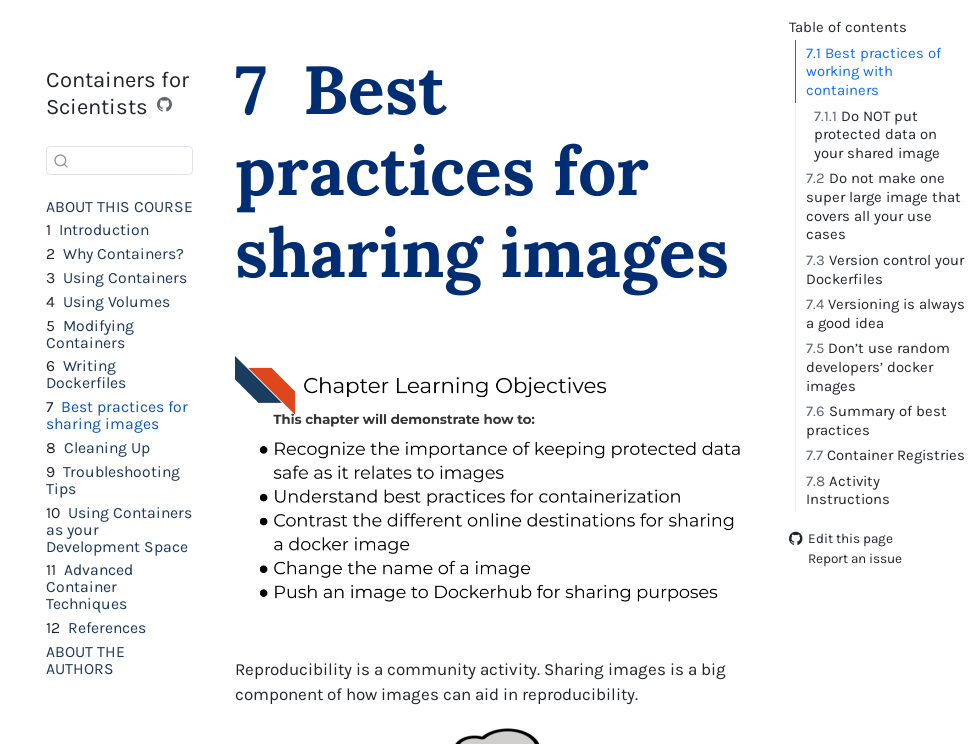 Containers for
Scientists
ABOUT THIS COURSE
1 Introduction
2 Why Containers?
3 Using Containers
4 Using Volumes
5 Modifying
Containers
6 Writing
Dockerfiles
7 Best practices for
sharing images
8 Cleaning Up
9 Troubleshooting
Tips
10 Using Containers
as your
Development Space
11 Advanced
Container
Techniques
12 References
ABOUT THE
AUTHORS
7 Best
practices for
sharing images
Chapter Learning Objectives
This chapter will demonstrate how to:
● Recognize the importance of keeping protected data
safe as it relates to images
● Understand best practices for containerization
● Contrast the different online destinations for sharing
a docker image
● Change the name of a image
● Push an image to Dockerhub for sharing purposes
Reproducibility is a community activity. Sharing images is a big
component of how images can aid in reproducibility.
Table of contents
7.1 Best practices of
working with
containers
7.1.1 Do NOT put
protected data on
your shared image
7.2 Do not make one
super large image that
covers all your use
cases
7.3 Version control your
Dockerfiles
7.4 Versioning is always
a good idea
7.5 Don’t use random
developers’ docker
images
7.6 Summary of best
practices
7.7 Container Registries
7.8 Activity
Instructions
Edit this page
Report an issue